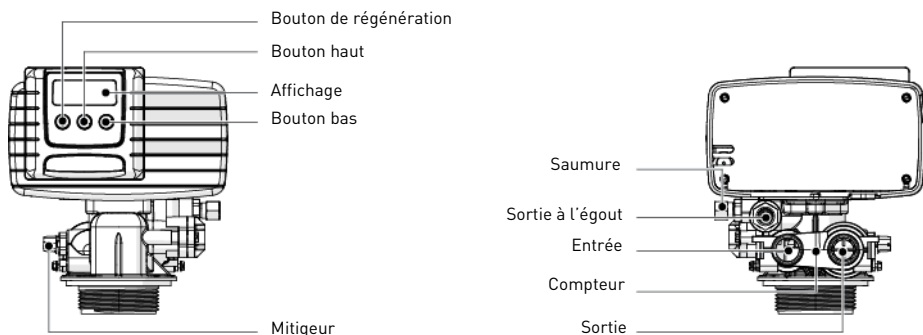 Bouton de régénération
Bouton haut
Affichage
Bouton bas
Mitigeur
Saumure
Sortie à l'égout
Entrée
Compteur
Sortie